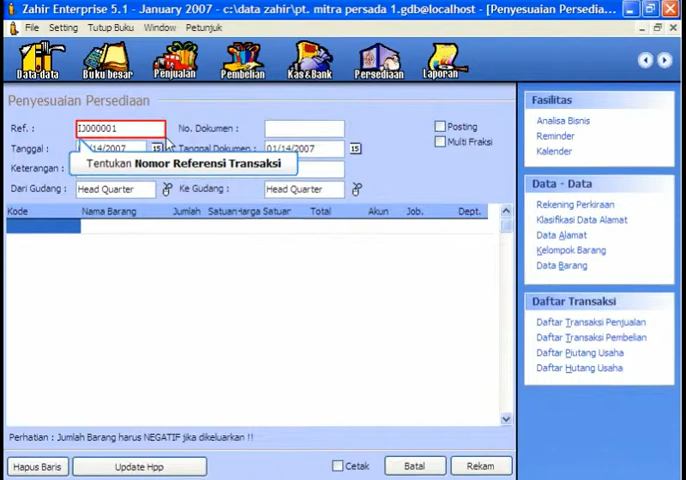 Zahir Enterprise 5.1 - January 2007 - c:\data zahir\pt. mitra persada 1.gdb@localhost - [Penyesuaian Persedia...
File Setting Tutup Buku Window Petunjuk
Data-data Buku besar Penjualan Pembelian Kas&Bank Persediaan Laporan
Penyesuaian Persediaan
Ref. : IJ000001 No. Dokumen : Posting
Tanggal : /14/2007 15 Tanggal Dokumen : 01/14/2007 15 Multi Fraksi
Tentukan Nomor Referensi Transaksi
Keterangan :
Dari Gudang : Head Quarter Ke Gudang : Head Quarter
Kode Nama Barang Jumlah Satuan Harga Satuar Total Akun Job. Dept.
Perhatian : Jumlah Barang harus NEGATIF jika dikeluarkan !!
Hapus Baris Update Hpp Cetak Batal Rekam
Fasilitas
Analisa Bisnis
Reminder
Kalender
Data - Data
Rekening Perkiraan
Klasifikasi Data Alamat
Data Alamat
Kelompok Barang
Data Barang
Daftar Transaksi
Daftar Transaksi Penjualan
Daftar Transaksi Pembelian
Daftar Piutang Usaha
Daftar Hutang Usaha